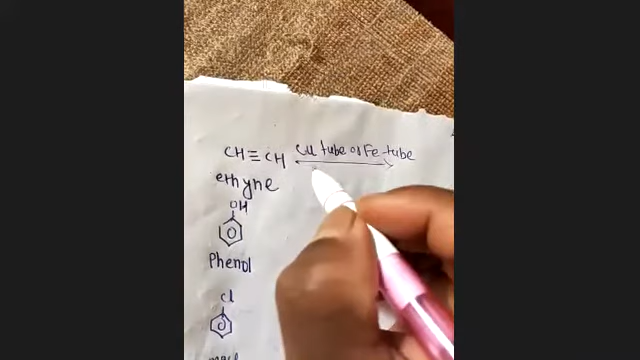 CH≡CH Cu tube or Fe-tube
ethyne
OH
Phenol
Cl